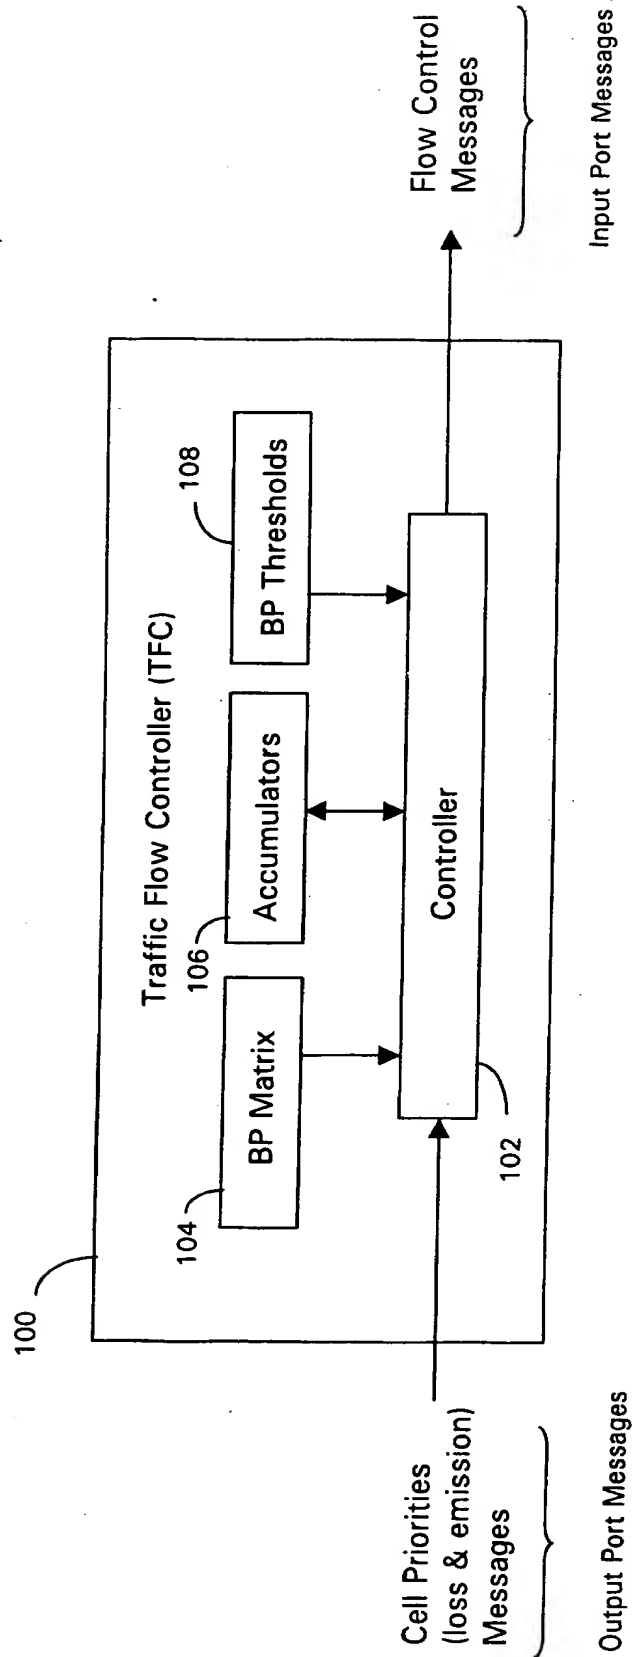 100
Traffic Flow Controller (TFC)
104
BP Matrix
106
Accumulators
108
BP Thresholds
Controller
102
Cell Priorities
(loss & emission)
Messages
Output Port Messages
Flow Control
Messages
Input Port Messages